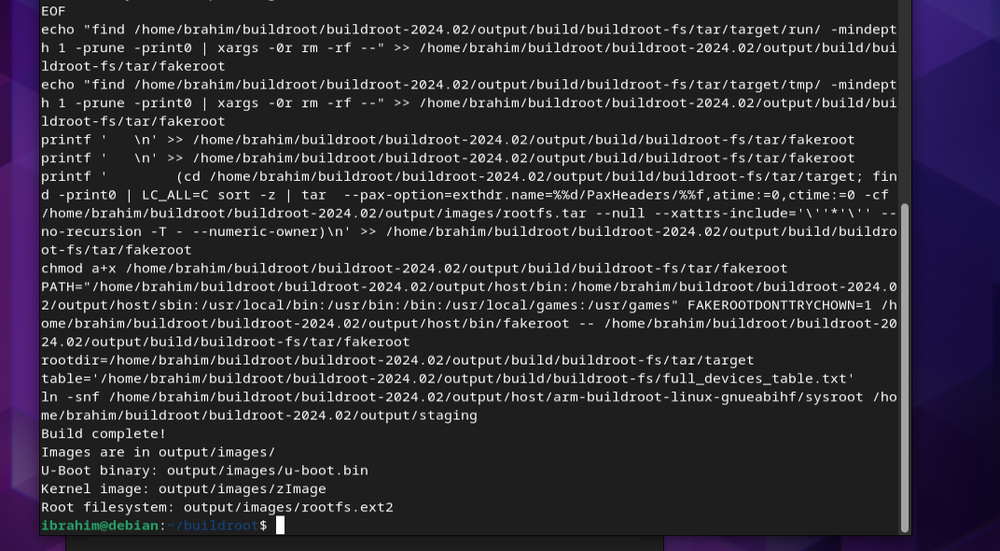 EOF
echo "find /home/brahim/buildroot/buildroot-2024.02/output/build/buildroot-fs/tar/target/run/ -mindept
h 1 -prune -print0 | xargs -0r rm -rf --" >> /home/brahim/buildroot/buildroot-2024.02/output/build/bui
ldroot-fs/tar/fakeroot
echo "find /home/brahim/buildroot/buildroot-2024.02/output/build/buildroot-fs/tar/target/tmp/ -mindept
h 1 -prune -print0 | xargs -0r rm -rf --" >> /home/brahim/buildroot/buildroot-2024.02/output/build/bui
ldroot-fs/tar/fakeroot
printf '   \n' >> /home/brahim/buildroot/buildroot-2024.02/output/build/buildroot-fs/tar/fakeroot
printf '   \n' >> /home/brahim/buildroot/buildroot-2024.02/output/build/buildroot-fs/tar/fakeroot
printf '        (cd /home/brahim/buildroot/buildroot-2024.02/output/build/buildroot-fs/tar/target; fin
d -print0 | LC_ALL=C sort -z | tar  --pax-option=exthdr.name=%%d/PaxHeaders/%%f,atime:=0,ctime:=0 -cf
/home/brahim/buildroot/buildroot-2024.02/output/images/rootfs.tar --null --xattrs-include='\''*'\'' --
no-recursion -T - --numeric-owner)\n' >> /home/brahim/buildroot/buildroot-2024.02/output/build/buildro
ot-fs/tar/fakeroot
chmod a+x /home/brahim/buildroot/buildroot-2024.02/output/build/buildroot-fs/tar/fakeroot
PATH="/home/brahim/buildroot/buildroot-2024.02/output/host/bin:/home/brahim/buildroot/buildroot-2024.0
2/output/host/sbin:/usr/local/bin:/usr/bin:/bin:/usr/local/games:/usr/games" FAKEROOTDONTTRYCHOWN=1 /h
ome/brahim/buildroot/buildroot-2024.02/output/host/bin/fakeroot -- /home/brahim/buildroot/buildroot-20
24.02/output/build/buildroot-fs/tar/fakeroot
rootdir=/home/brahim/buildroot/buildroot-2024.02/output/build/buildroot-fs/tar/target
table='/home/brahim/buildroot/buildroot-2024.02/output/build/buildroot-fs/full_devices_table.txt'
ln -snf /home/brahim/buildroot/buildroot-2024.02/output/host/arm-buildroot-linux-gnueabihf/sysroot /ho
me/brahim/buildroot/buildroot-2024.02/output/staging
Build complete!
Images are in output/images/
U-Boot binary: output/images/u-boot.bin
Kernel image: output/images/zImage
Root filesystem: output/images/rootfs.ext2
ibrahim@debian:~/buildroot$